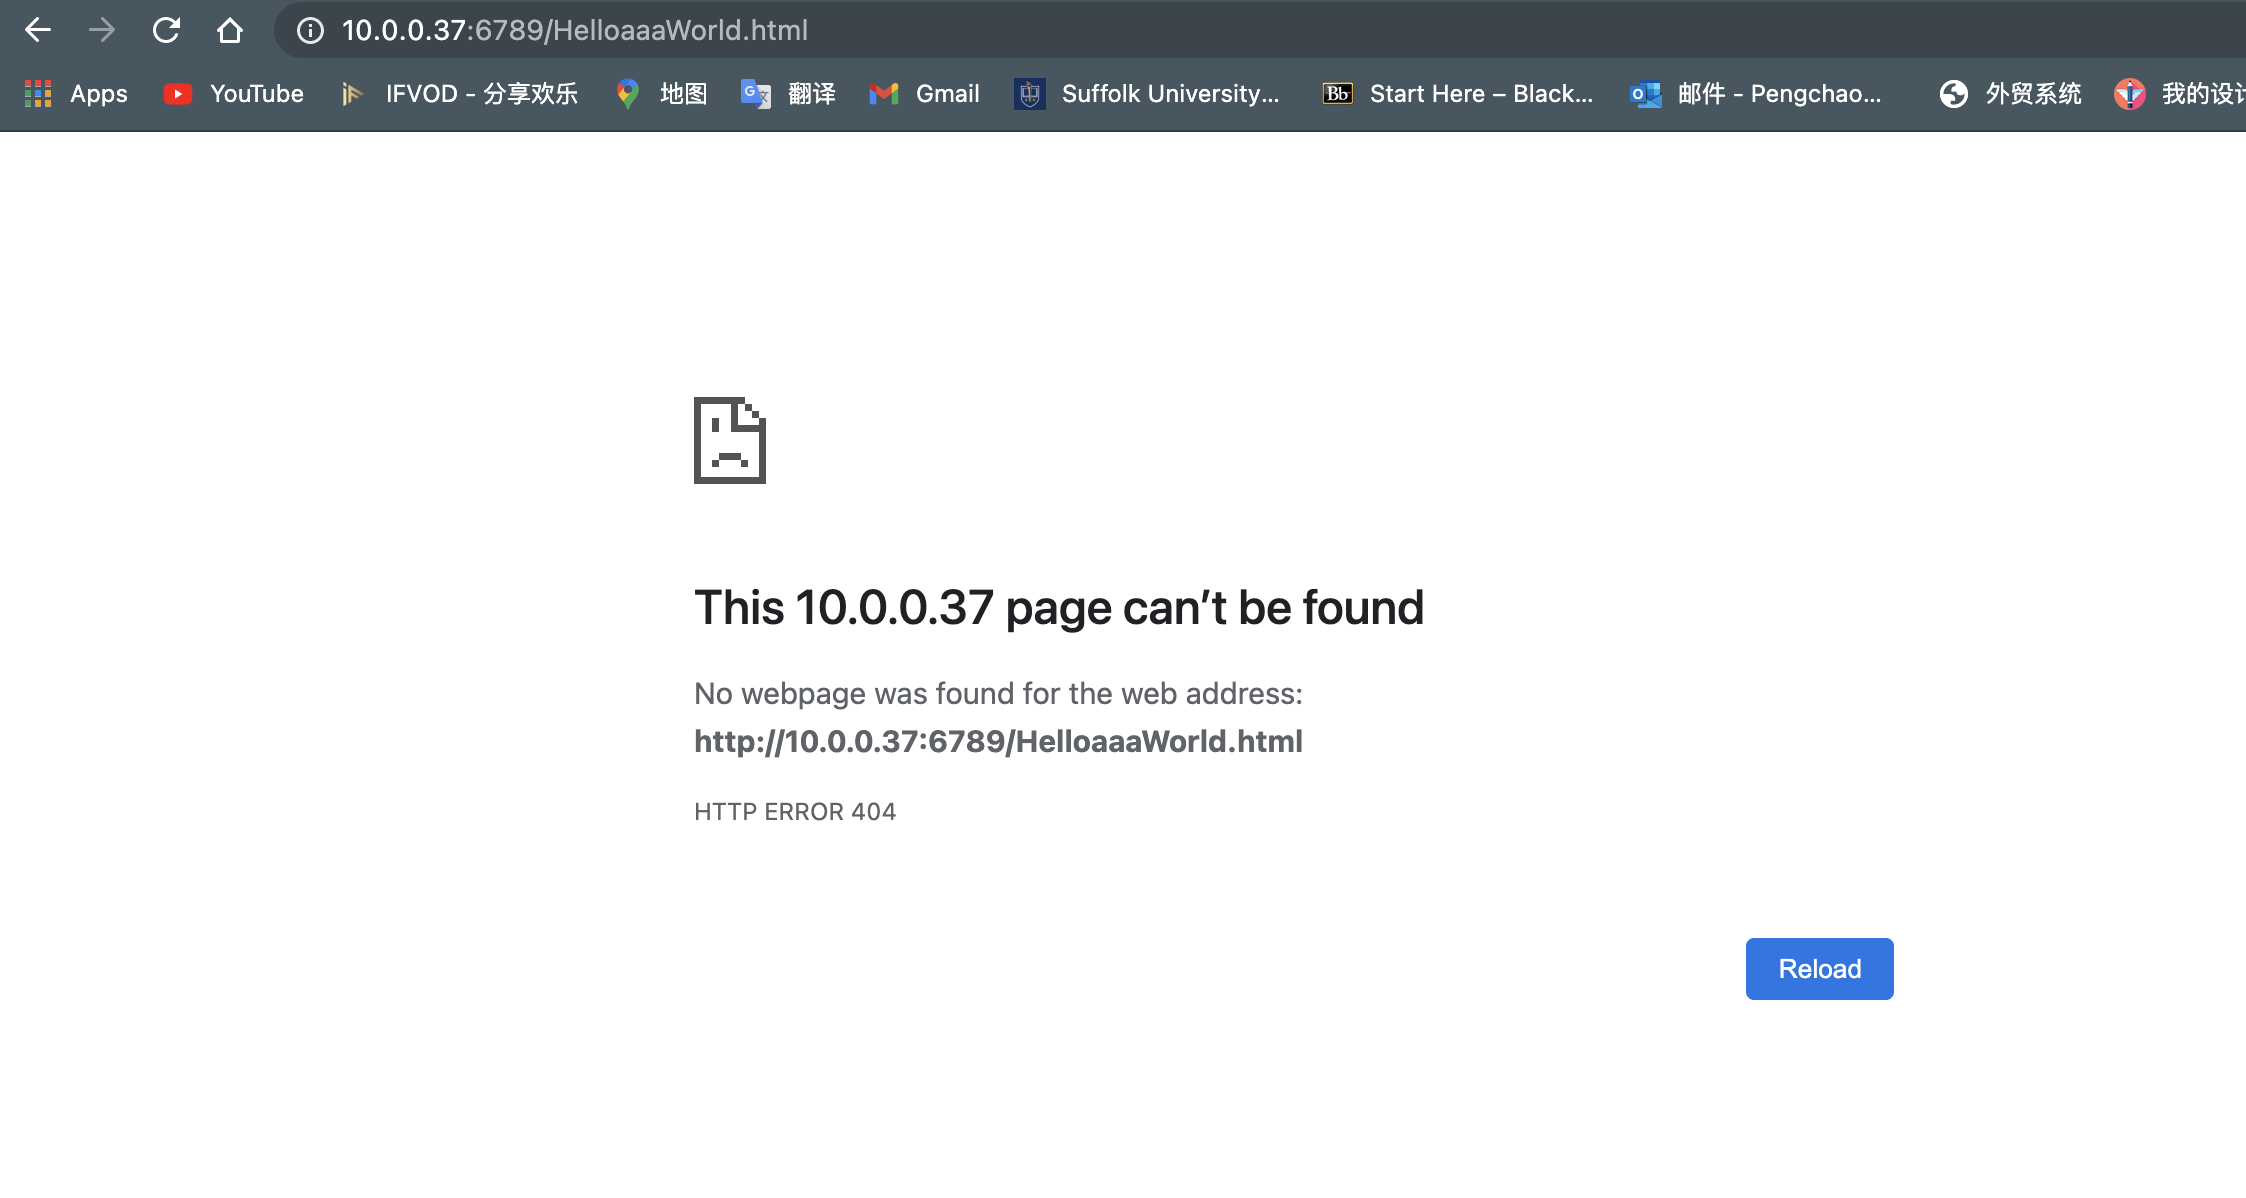 10.0.0.37:6789/HelloaaaWorld.html
Apps YouTube IFVOD - 分享欢乐 地图 翻译 Gmail Suffolk University... Bb Start Here – Black... 邮件 - Pengchao... 外贸系统 我的设计
This 10.0.0.37 page can’t be found
No webpage was found for the web address:
http://10.0.0.37:6789/HelloaaaWorld.html
HTTP ERROR 404
Reload